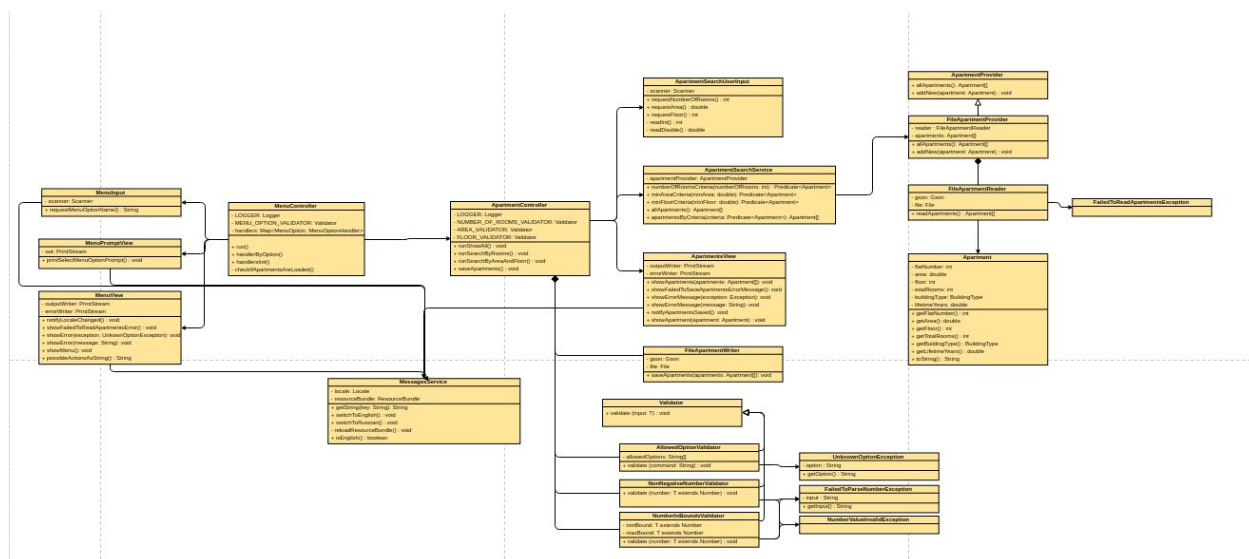 MenuInput
- scanner: Scanner
+ requestMenuOptionName() : String
MenuPromptView
- out: PrintStream
+ printSelectMenuOptionPrompt() : void
MenuView
- outputWriter: PrintStream
- errorWriter: PrintStream
+ notifyLocaleChanged() : void
+ showFailedToReadApartmentsError() : void
+ showError(exception: UnkownOptionException) : void
+ showError(message: String) : void
+ showMenu() : void
+ possibleActionsAsString() : String
MenuController
- LOGGER: Logger
- MENU_OPTION_VALIDATOR: Validator
- handlers: Map<MenuOption, MenuOptionHandler>
+ run()
- handlerByOption()
- handlersInit()
- checkIfApartmentsAreLoaded()
MessagesService
- locale: Locale
- resourceBundle: ResourceBundle
+ getString(key: String): String
+ switchToEnglish() : void
+ switchToRussian() : void
- reloadResourceBundle() : void
+ isEnglish() : boolean
ApartmentController
- LOGGER: Logger
- NUMBER_OF_ROOMS_VALIDATOR: Validator
- AREA_VALIDATOR: Validator
- FLOOR_VALIDATOR: Validator
+ runShowAll() : void
+ runSearchByRooms() : void
+ runSearchByAreaAndFloor() : void
+ saveApartments() : void
ApartmentSearchUserInput
- scanner: Scanner
+ requestNumberOfRooms() : int
+ requestArea() : double
+ requestFloor() : int
- readInt() : int
- readDouble() : double
ApartmentSearchService
- apartmentProvider: ApartmentProvider
+ numberOfRoomsCriteria(numberOfRooms: int) : Predicate<Apartment>
+ minAreaCriteria(minArea: double): Predicate<Apartment>
+ minFloorCriteria(minFloor: double): Predicate<Apartment>
+ allApartments(): Apartment[]
+ apartmentsByCriteria(criteria: Predicate<Apartment>): Apartment[]
ApartmentsView
- outputWriter: PrintStream
- errorWriter: PrintStream
+ showApartments(apartments: Apartment[]): void
+ showFailedToSaveApartmentsErrorMessage(): void
+ showErrorMessage(exception: Exception): void
+ showErrorMessage(message: String): void
+ notifyApartmentsSaved(): void
+ showApartment(apartment: Apartment) : void
FileApartmentWriter
- gson: Gson
- file: File
+ saveApartments(apartments: Apartment[]): void
Validator
+ validate (input: T) : void
AllowedOptionValidator
- allowedOptions: String[]
+ validate (command: String) : void
NonNegativeNumberValidator
+ validate (number: T extends Number) : void
NumberInBoundsValidator
- minBound: T extends Number
- maxBound: T extends Number
+ validate (number: T extends Number) : void
UnknownOptionException
- option : String
+ getOption() : String
FailedToParseNumberException
- input : String
+ getInput() : String
NumberValueInvalidException
ApartmentProvider
+ allApartments(): Apartment[]
+ addNew(apartment: Apartment) : void
FileApartmentProvider
- reader : FileApartmentReader
- apartments: Apartment[]
+ allApartments(): Apartment[]
+ addNew(apartment: Apartment) : void
FileApartmentReader
- gson: Gson
- file: File
+ readApartments() : Apartment[]
FailedToReadApartmentsException
Apartment
- flatNumber: int
- area: double
- floor: int
- totalRooms: int
- buildingType: BuildingType
- lifetimeYears: double
+ getFlatNumber() : int
+ getArea(): double
+ getFloor() : int
+ getTotalRooms() : int
+ getBuildingType() : BuildingType
+ getLifetimeYears() : double
+ toString() : String